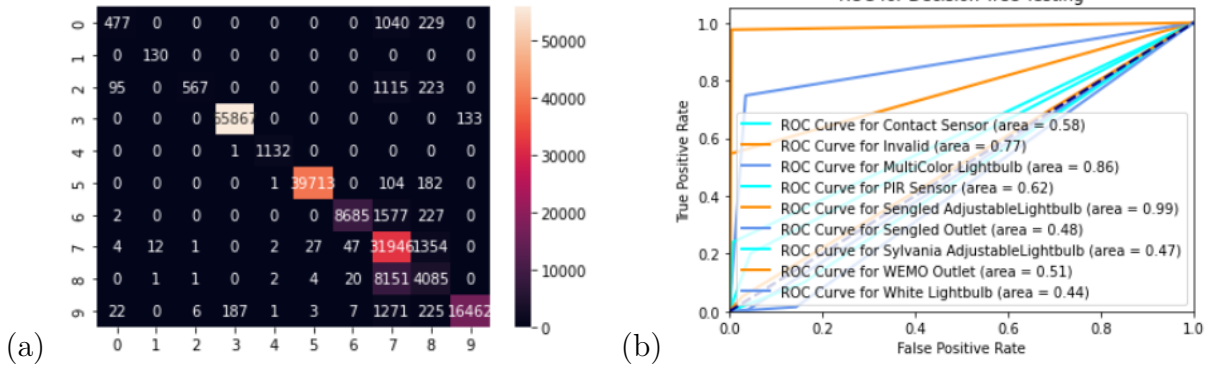 0 477 0 0 0 0 0 0 1040 229 0
1 0 130 0 0 0 0 0 0 0 0
2 95 0 567 0 0 0 0 1115 223 0
3 0 0 0 55867 0 0 0 0 0 133
4 0 0 0 1 1132 0 0 0 0 0
5 0 0 0 0 1 39713 0 104 182 0
6 2 0 0 0 0 0 8685 1577 227 0
7 4 12 1 0 2 27 47 31946 1354 0
8 0 1 1 0 2 4 20 8151 4085 0
9 22 0 6 187 1 3 7 1271 225 16462
0 1 2 3 4 5 6 7 8 9
50000
40000
30000
20000
10000
0
(a)
ROC for Decision Tree Testing
1.0
0.8
0.6
0.4
0.2
0.0
True Positive Rate
ROC Curve for Contact Sensor (area = 0.58)
ROC Curve for Invalid (area = 0.77)
ROC Curve for MultiColor Lightbulb (area = 0.86)
ROC Curve for PIR Sensor (area = 0.62)
ROC Curve for Sengled AdjustableLightbulb (area = 0.99)
ROC Curve for Sengled Outlet (area = 0.48)
ROC Curve for Sylvania AdjustableLightbulb (area = 0.47)
ROC Curve for WEMO Outlet (area = 0.51)
ROC Curve for White Lightbulb (area = 0.44)
0.0 0.2 0.4 0.6 0.8 1.0
False Positive Rate
(b)